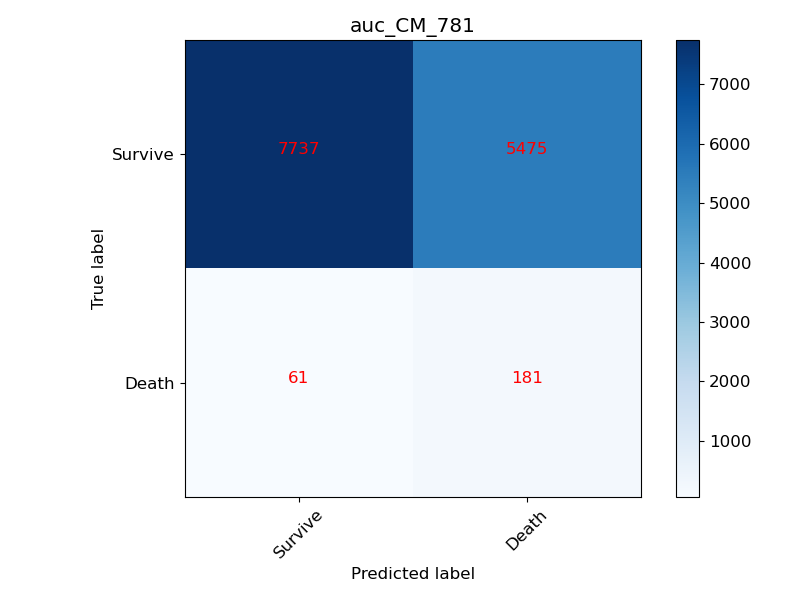 auc_CM_781
Survive
7737
5475
7000
6000
5000
4000
3000
2000
1000
True label
Death
61
181
Survive
Death
Predicted label